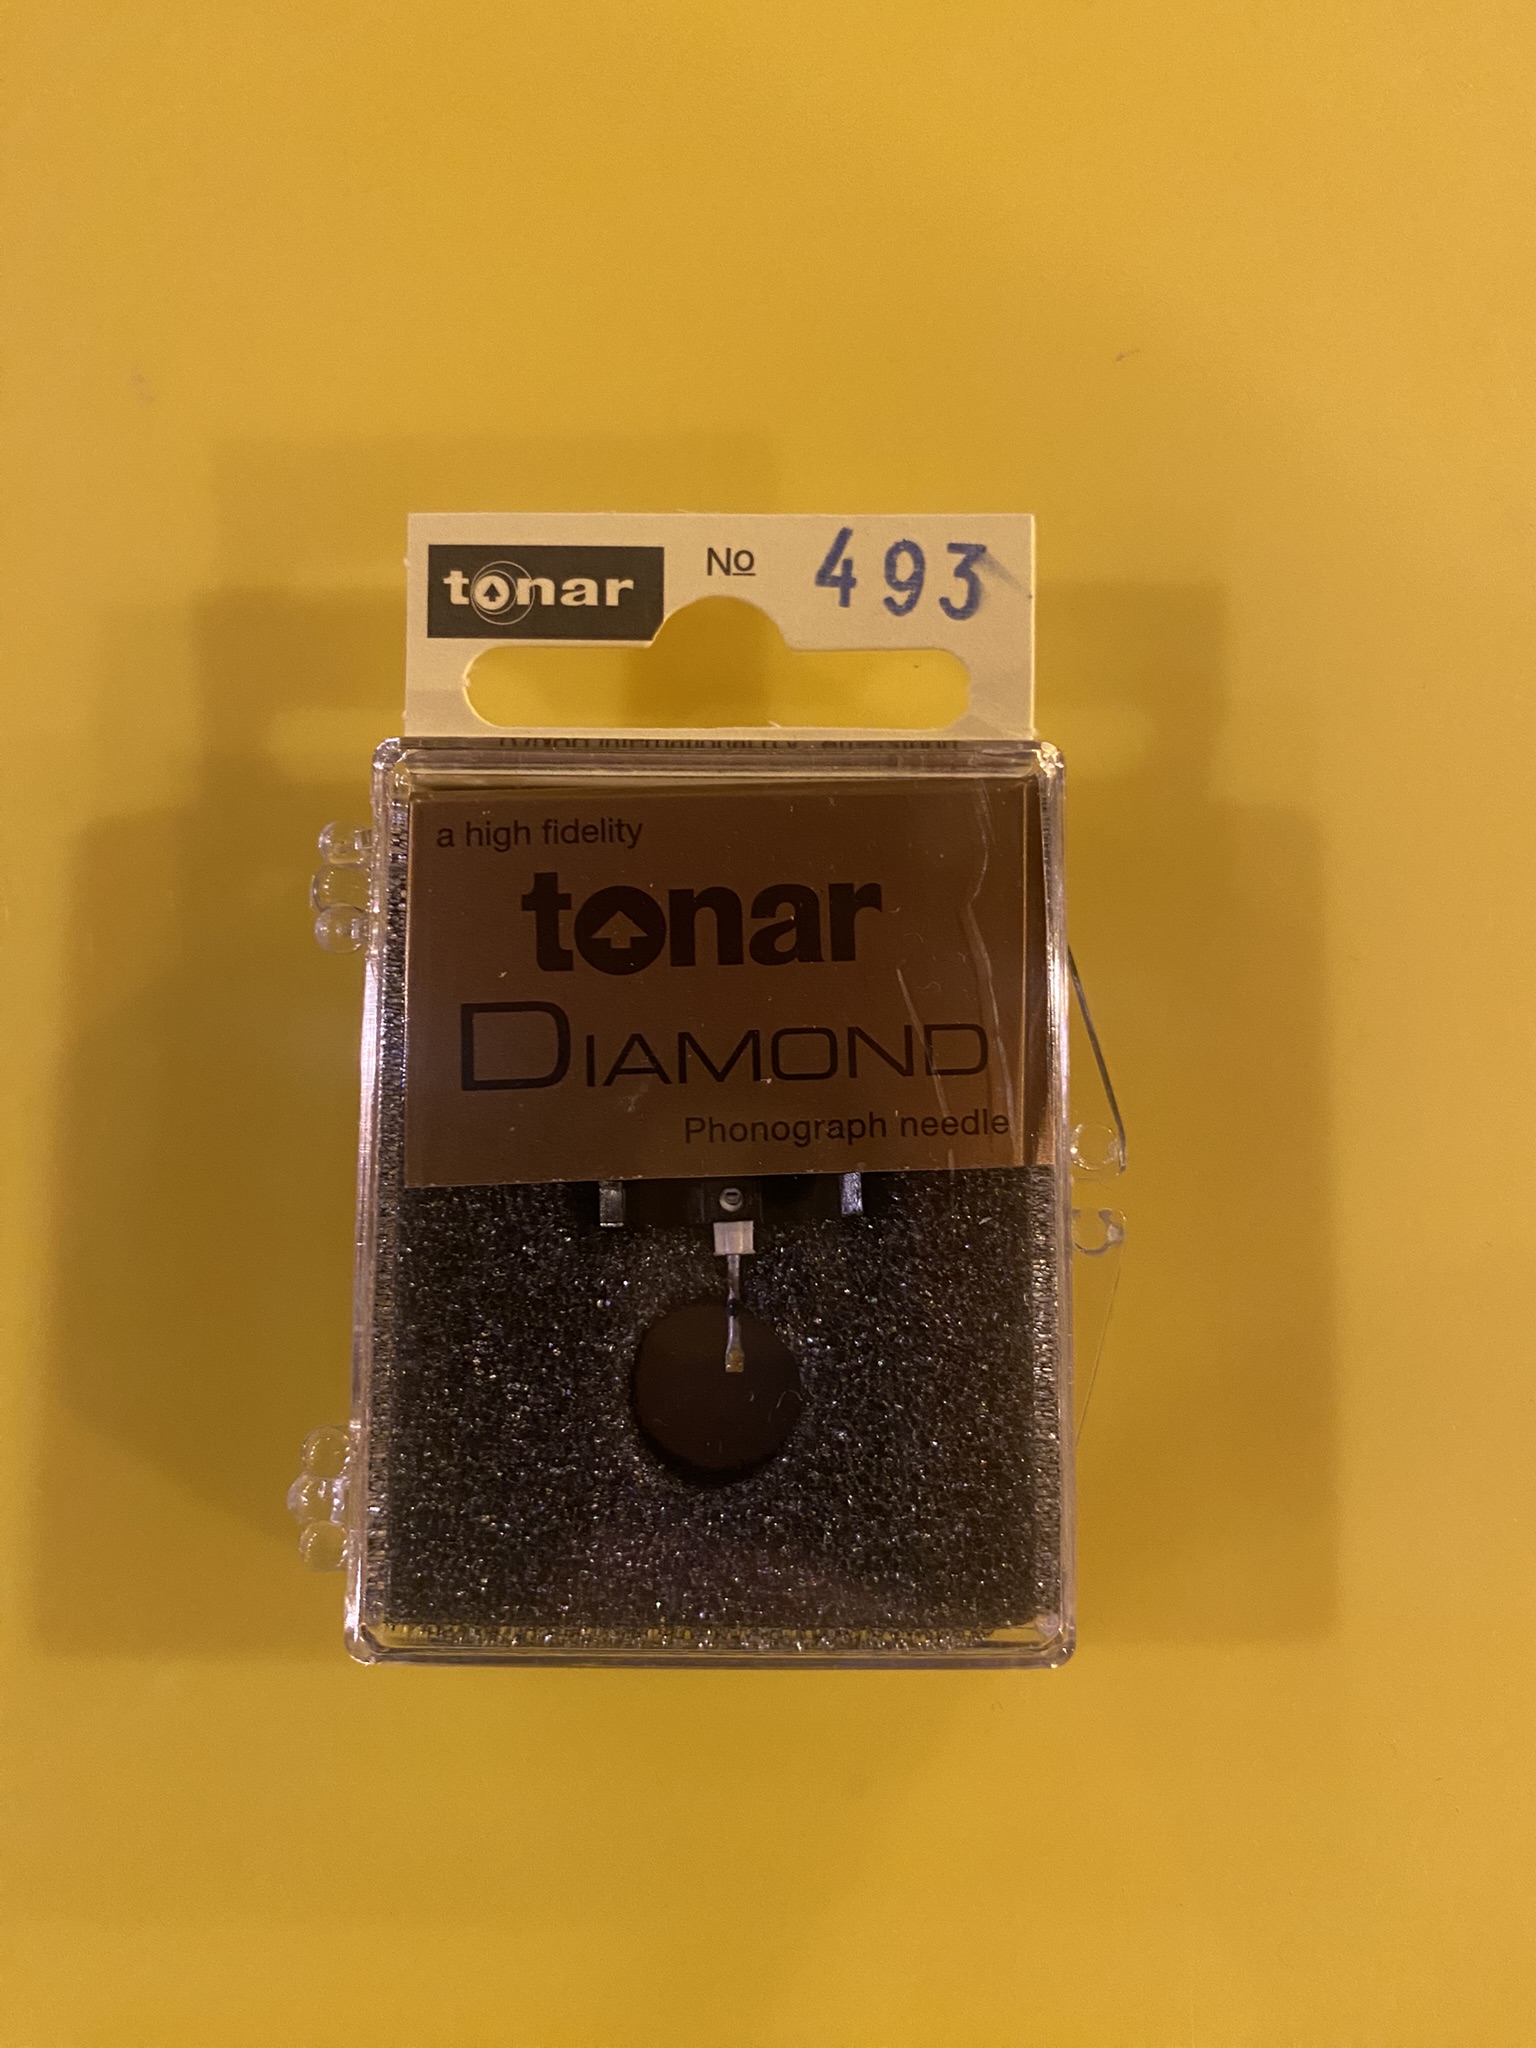 tonar
No 493
a high fidelity
tonar
DIAMOND
Phonograph needle